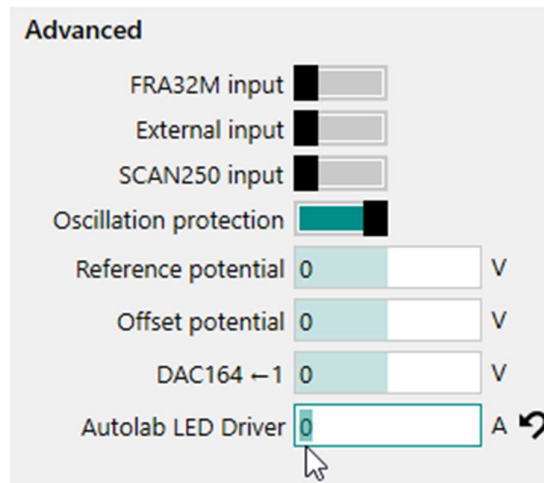 Advanced
FRA32M input
External input
SCAN250 input
Oscillation protection
Reference potential 0 V
Offset potential 0 V
DAC164 ←1 0 V
Autolab LED Driver 0 A